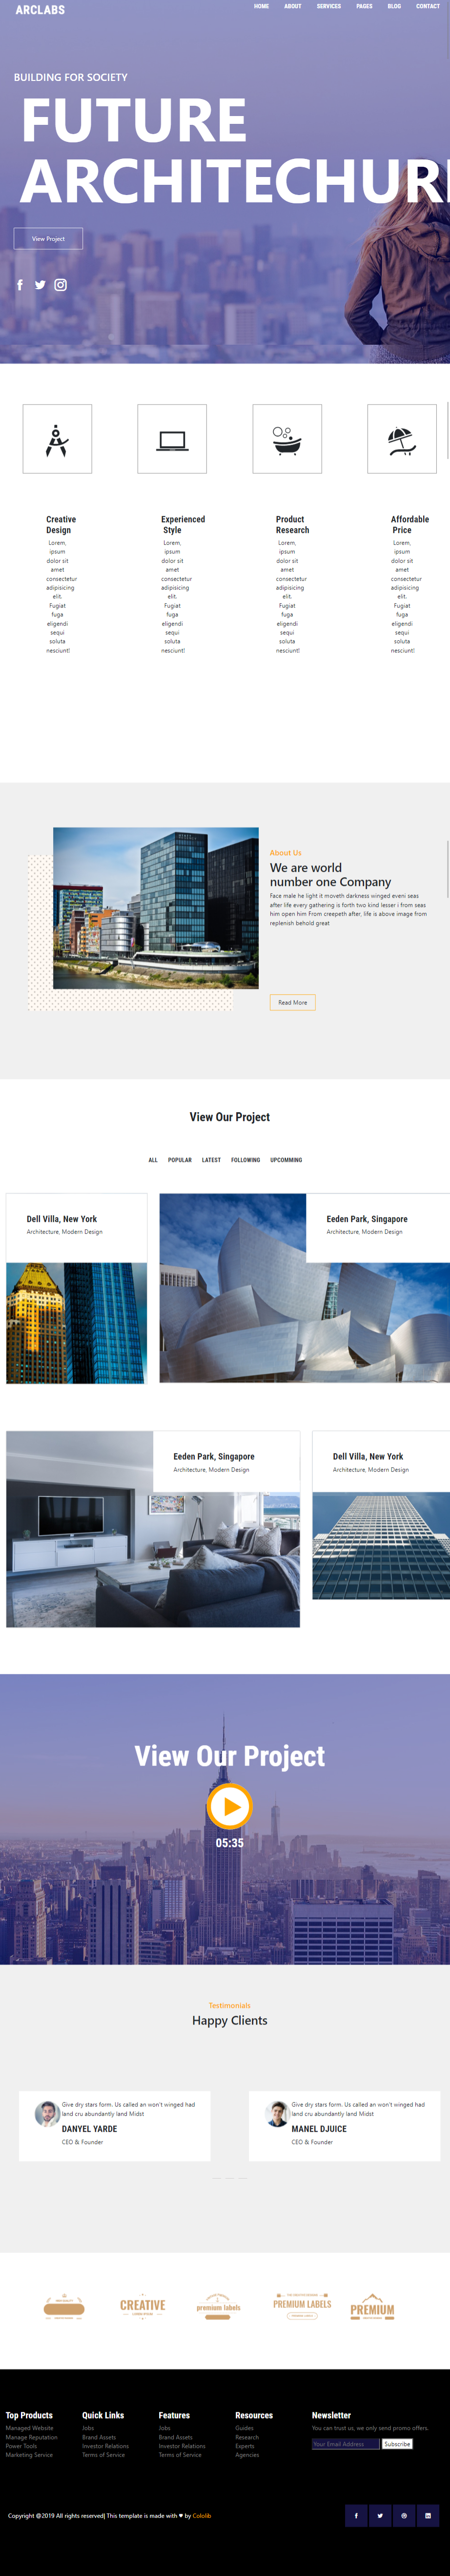 ARCLABS
HOME ABOUT SERVICES PAGES BLOG CONTACT
BUILDING FOR SOCIETY
FUTURE
ARCHITECHUR
View Project
Creative
Design
Lorem,
ipsum
dolor sit
amet
consectetur
adipisicing
elit.
Fugiat
fuga
eligendi
sequi
soluta
nesciunt!
Experienced
Style
Lorem,
ipsum
dolor sit
amet
consectetur
adipisicing
elit.
Fugiat
fuga
eligendi
sequi
soluta
nesciunt!
Product
Research
Lorem,
ipsum
dolor sit
amet
consectetur
adipisicing
elit.
Fugiat
fuga
eligendi
sequi
soluta
nesciunt!
Affordable
Price
Lorem,
ipsum
dolor sit
amet
consectetur
adipisicing
elit.
Fugiat
fuga
eligendi
sequi
soluta
nesciunt!
About Us
We are world
number one Company
Face male he light it moveth darkness winged eveni seas
after life every gathering is forth two kind lesser i from seas
him open him From creepeth after, life is above image from
replenish behold great
Read More
View Our Project
ALL POPULAR LATEST FOLLOWING UPCOMMING
Dell Villa, New York
Architecture, Modern Design
Eeden Park, Singapore
Architecture, Modern Design
Eeden Park, Singapore
Architecture, Modern Design
Dell Villa, New York
Architecture, Modern Design
View Our Project
05:35
Testimonials
Happy Clients
Give dry stars form. Us called an won't winged had
land cru abundantly land Midst
DANYEL YARDE
CEO & Founder
Give dry stars form. Us called an won't winged had
land cru abundantly land Midst
MANEL DJUICE
CEO & Founder
CREATIVE
premium labels
PREMIUM LABELS
PREMIUM
Top Products
Managed Website
Manage Reputation
Power Tools
Marketing Service
Quick Links
Jobs
Brand Assets
Investor Relations
Terms of Service
Features
Jobs
Brand Assets
Investor Relations
Terms of Service
Resources
Guides
Research
Experts
Agencies
Newsletter
You can trust us, we only send promo offers.
Your Email Address Subscribe
Copyright @2019 All rights reserved| This template is made with ♥ by Cololib